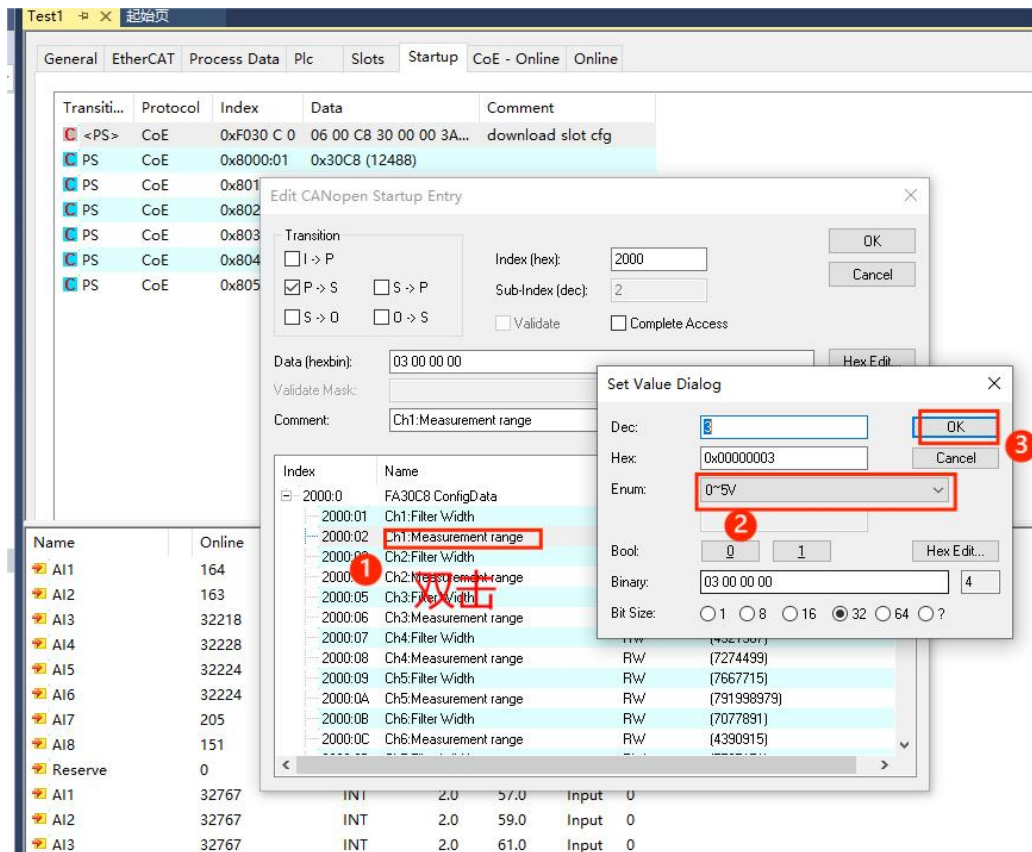 Test1 起始页
General EtherCAT Process Data Plc Slots Startup CoE - Online Online
Transiti... Protocol Index Data Comment
C <PS> CoE 0xF030 C 0 06 00 C8 30 00 00 3A... download slot cfg
C PS CoE 0x8000:01 0x30C8 (12488)
C PS CoE 0x801
C PS CoE 0x802
C PS CoE 0x803
C PS CoE 0x804
C PS CoE 0x805
Edit CANopen Startup Entry
Transition
I -> P
P -> S S -> P
S -> O O -> S
Index (hex): 2000
Sub-Index (dec): 2
Validate Complete Access
OK
Cancel
Data (hexbin): 03 00 00 00 Hex Edit...
Validate Mask:
Comment: Ch1:Measurement range
Index Name
2000:0 FA30C8 ConfigData
2000:01 Ch1:Filter Width
2000:02 Ch1:Measurement range
Ch2:Filter Width
2000: Ch2:Measurement range
2000:05 Ch3:Filter Width
2000:06 Ch3:Measurement range
2000:07 Ch4:Filter Width
2000:08 Ch4:Measurement range RW (7274499)
2000:09 Ch5:Filter Width RW (7667715)
2000:0A Ch5:Measurement range RW (791998979)
2000:0B Ch6:Filter Width RW (7077891)
2000:0C Ch6:Measurement range RW (4390915)
1
双击
Set Value Dialog
Dec: 3 OK
3
Hex: 0x00000003 Cancel
Enum: 0~5V
2
Bool: 0 1 Hex Edit...
Binary: 03 00 00 00 4
Bit Size: 1 8 16 32 64 ?
Name Online
AI1 164
AI2 163
AI3 32218
AI4 32228
AI5 32224
AI6 32224
AI7 205
AI8 151
Reserve 0
AI1 32767 INT 2.0 57.0 Input 0
AI2 32767 INT 2.0 59.0 Input 0
AI3 32767 INT 2.0 61.0 Input 0